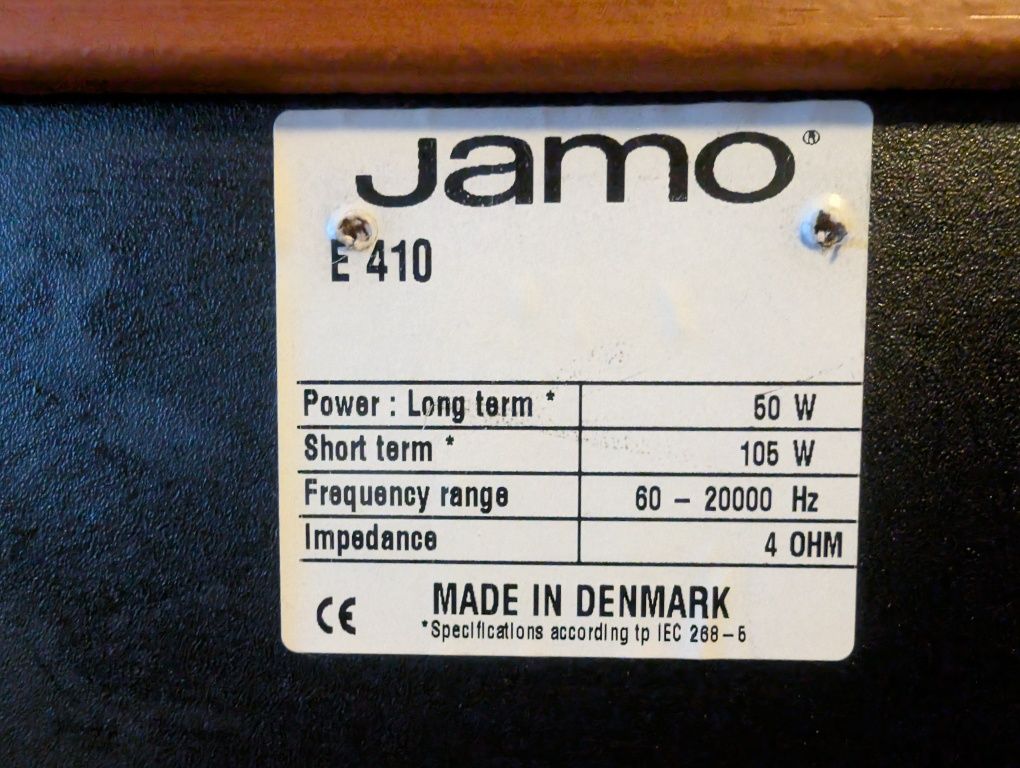 Jamo®
E 410
Power : Long term * 50 W
Short term * 105 W
Frequency range 60 – 20000 Hz
Impedance 4 OHM
CE MADE IN DENMARK
*Specifications according tp IEC 268–5